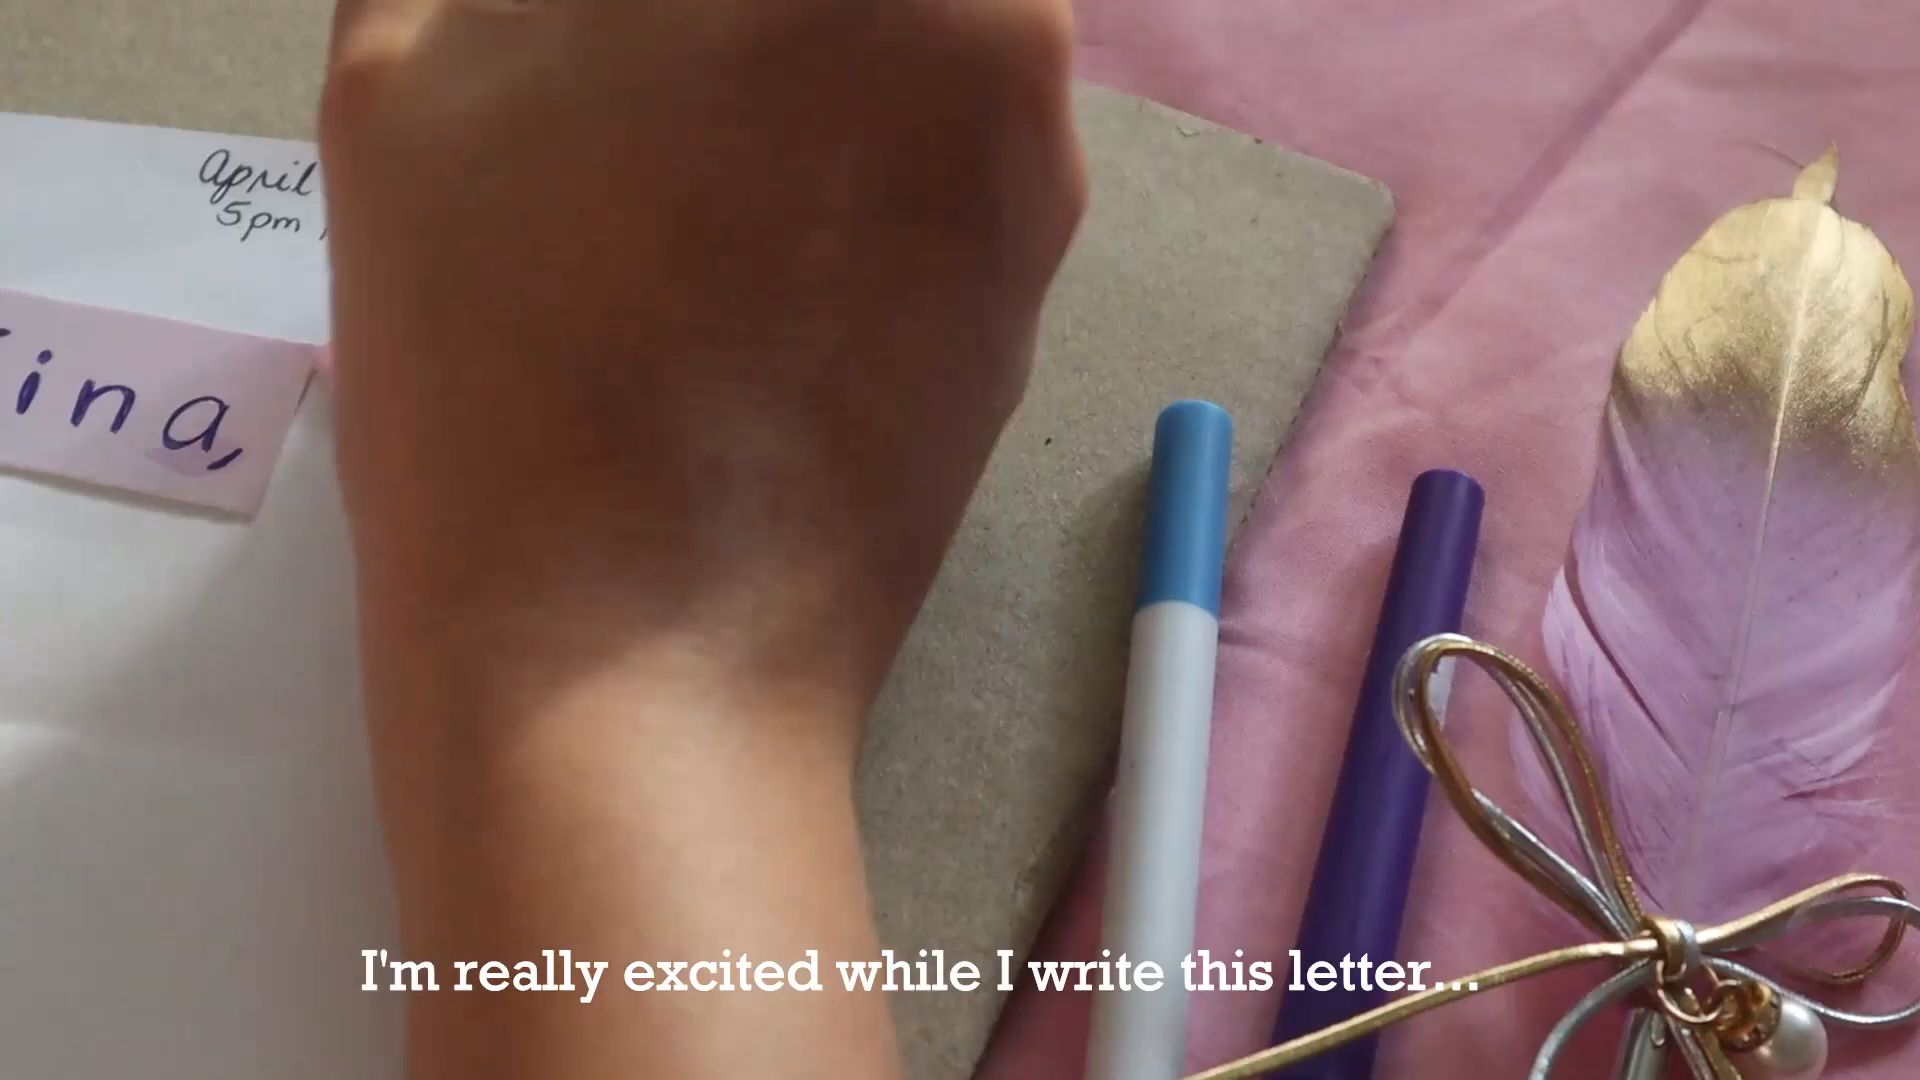 April
5pm
ina,
I'm really excited while I write this letter...